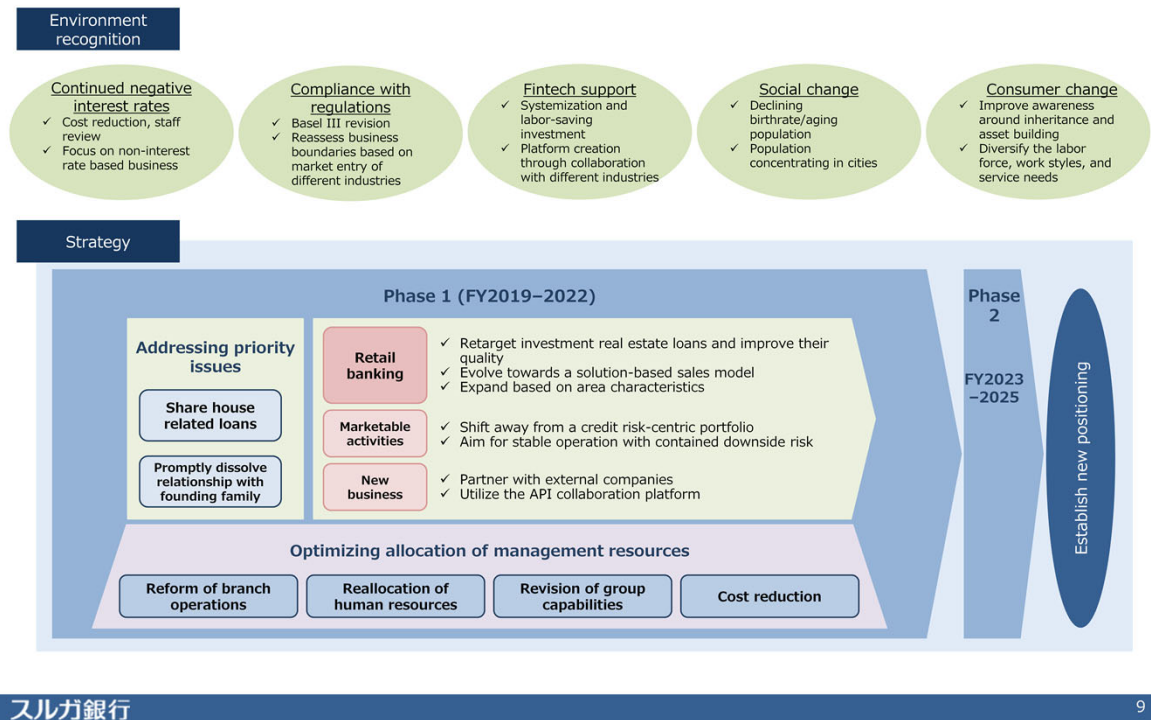 Environment
recognition
Continued negative
interest rates
✓ Cost reduction, staff
review
✓ Focus on non-interest
rate based business
Compliance with
regulations
✓ Basel III revision
✓ Reassess business
boundaries based on
market entry of
different industries
Fintech support
✓ Systemization and
labor-saving
investment
✓ Platform creation
through collaboration
with different industries
Social change
✓ Declining
birthrate/aging
population
✓ Population
concentrating in cities
Consumer change
✓ Improve awareness
around inheritance and
asset building
✓ Diversify the labor
force, work styles, and
service needs
Strategy
Phase 1 (FY2019–2022)
Addressing priority
issues
Share house
related loans
Promptly dissolve
relationship with
founding family
Retail
banking
✓ Retarget investment real estate loans and improve their
quality
✓ Evolve towards a solution-based sales model
✓ Expand based on area characteristics
Marketable
activities
✓ Shift away from a credit risk-centric portfolio
✓ Aim for stable operation with contained downside risk
New
business
✓ Partner with external companies
✓ Utilize the API collaboration platform
Optimizing allocation of management resources
Reform of branch
operations
Reallocation of
human resources
Revision of group
capabilities
Cost reduction
Phase
2
FY2023
–2025
Establish new positioning
スルガ銀行
9